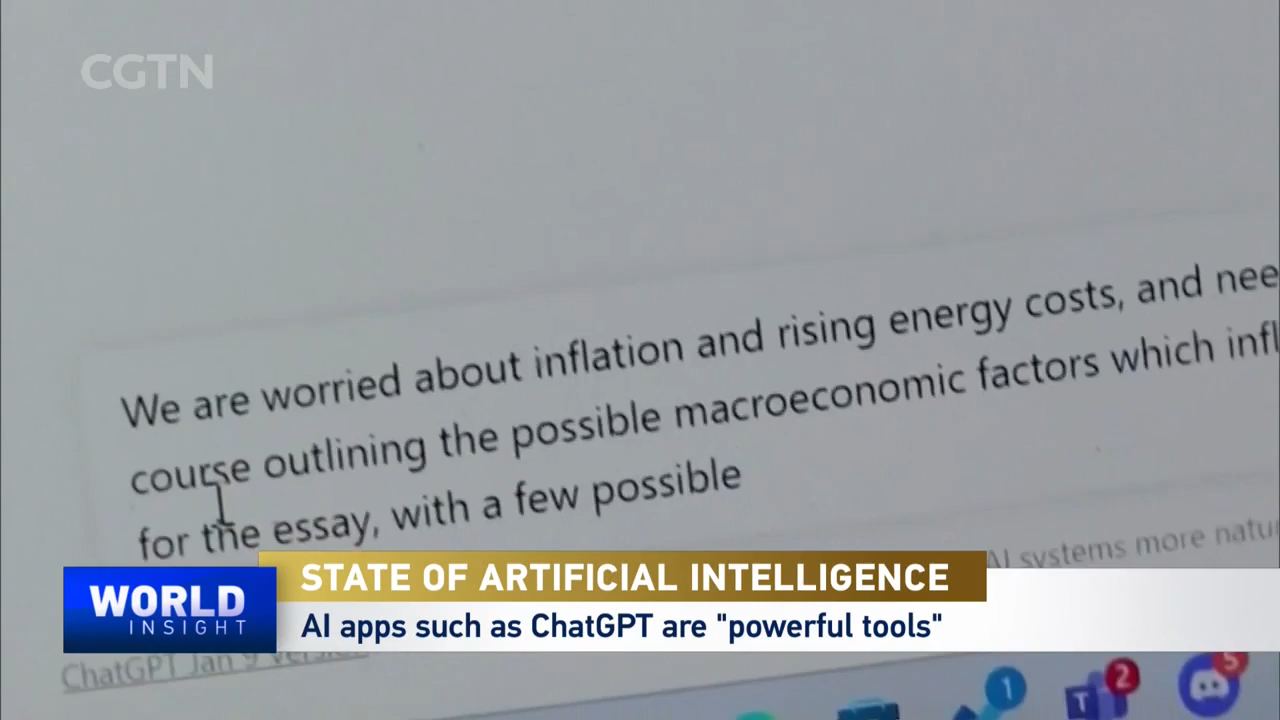 CGTN
We are worried about inflation and rising energy costs, and nee
course outlining the possible macroeconomic factors which infl
for the essay, with a few possible
AI systems more natu
STATE OF ARTIFICIAL INTELLIGENCE
WORLD
INSIGHT
AI apps such as ChatGPT are "powerful tools"
ChatGPT Jan 9 version
1
2
5